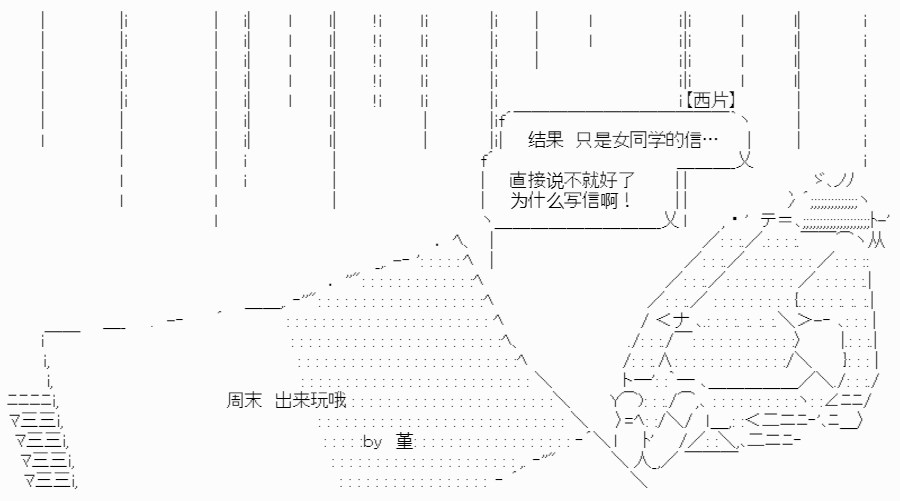 【西片】
结果 只是女同学的信…
直接说不就好了
为什么写信啊！
周末 出来玩哦
by 堇